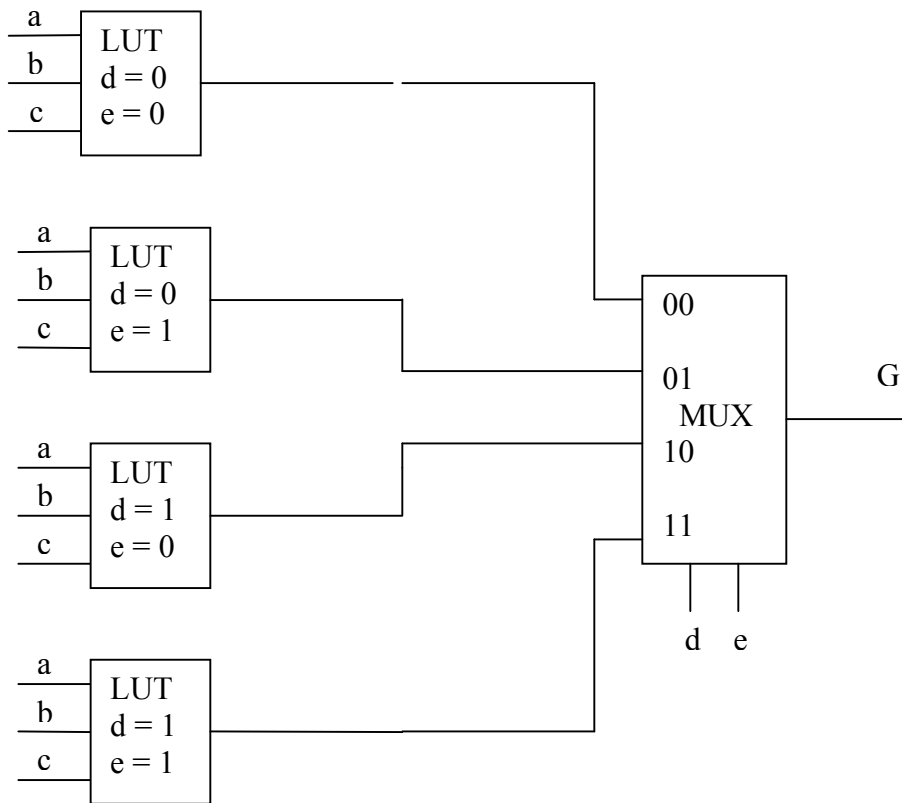 a
b
c
LUT
d = 0
e = 0
a
b
c
LUT
d = 0
e = 1
a
b
c
LUT
d = 1
e = 0
a
b
c
LUT
d = 1
e = 1
00
01
MUX
10
11
d e
G